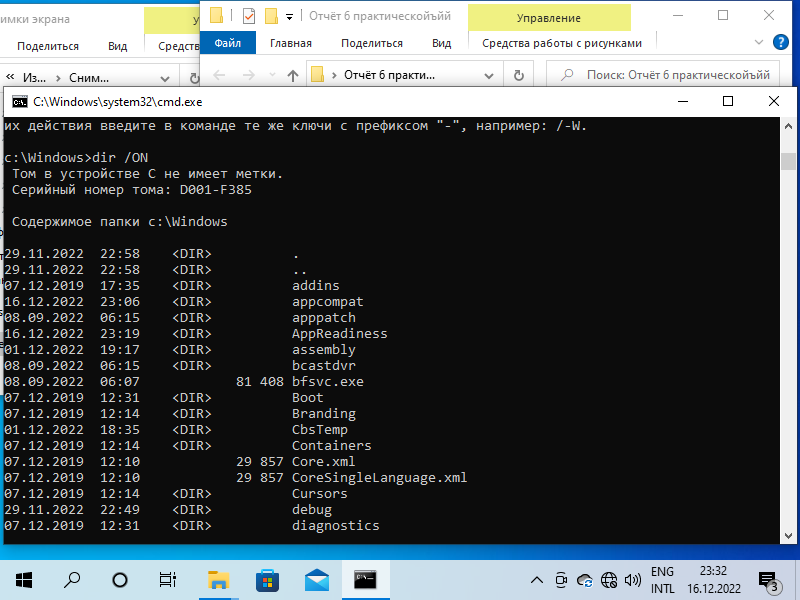 имки экрана
Поделиться Вид Средств
« Из... › Сним...
Отчёт 6 практическойъйй Управление
Файл Главная Поделиться Вид Средства работы с рисунками
Отчёт 6 практи... Поиск: Отчёт 6 практическойъйй
C:\Windows\system32\cmd.exe
их действия введите в команде те же ключи с префиксом "-", например: /-W.
c:\Windows>dir /ON
Том в устройстве C не имеет метки.
Серийный номер тома: D001-F385
Содержимое папки c:\Windows
29.11.2022 22:58 <DIR> .
29.11.2022 22:58 <DIR> ..
07.12.2019 17:35 <DIR> addins
16.12.2022 23:06 <DIR> appcompat
08.09.2022 06:15 <DIR> apppatch
16.12.2022 23:19 <DIR> AppReadiness
01.12.2022 19:17 <DIR> assembly
08.09.2022 06:15 <DIR> bcastdvr
08.09.2022 06:07 81 408 bfsvc.exe
07.12.2019 12:31 <DIR> Boot
07.12.2019 12:14 <DIR> Branding
01.12.2022 18:35 <DIR> CbsTemp
07.12.2019 12:14 <DIR> Containers
07.12.2019 12:10 29 857 Core.xml
07.12.2019 12:10 29 857 CoreSingleLanguage.xml
07.12.2019 12:14 <DIR> Cursors
29.11.2022 22:49 <DIR> debug
07.12.2019 12:31 <DIR> diagnostics
ENG 23:32
INTL 16.12.2022 3